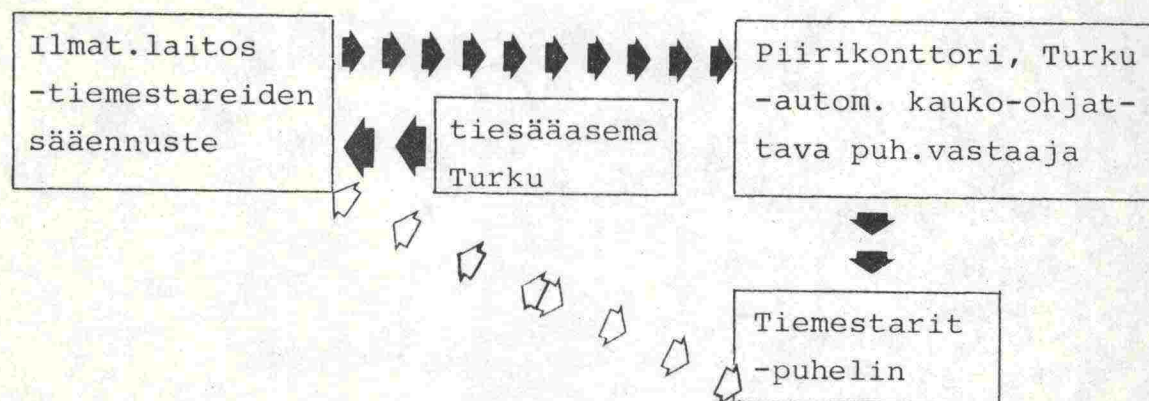 Ilmat.laitos
-tiemestareiden
sääennuste
tiesääasema
Turku
Piirikonttori, Turku
-autom. kauko-ohjat-
tava puh.vastaaja
Tiemestarit
-puhelin